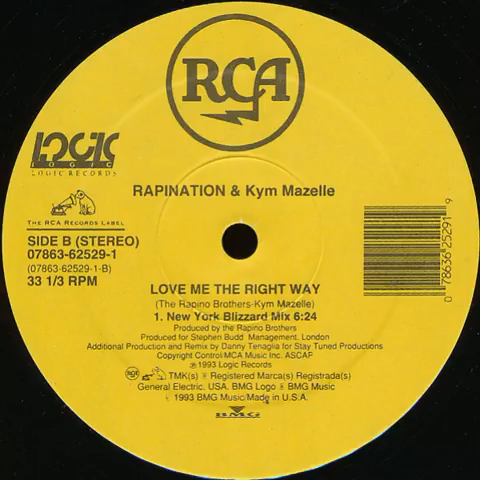 RCA
LOGIC
LOGIC
LOGIC RECORDS
RAPINATION & Kym Mazelle
THE RCA RECORDS LABEL
SIDE B (STEREO)
07863-62529-1
(07863-62529-1-B)
33 1/3 RPM
0 78636 25291 9
LOVE ME THE RIGHT WAY
(The Rapino Brothers-Kym Mazelle)
1. New York Blizzard Mix 6:24
Produced by the Rapino Brothers
Produced for Stephen Budd Management, London
Additional Production and Remix by Danny Tenaglia for Stay Tuned Productions
Copyright Control/MCA Music Inc. ASCAP
℗1993 Logic Records
TMK(s) ® Registered Marca(s) Registrada(s)
General Electric, USA. BMG Logo ® BMG Music
1993 BMG Music/Made in U.S.A.
BMG